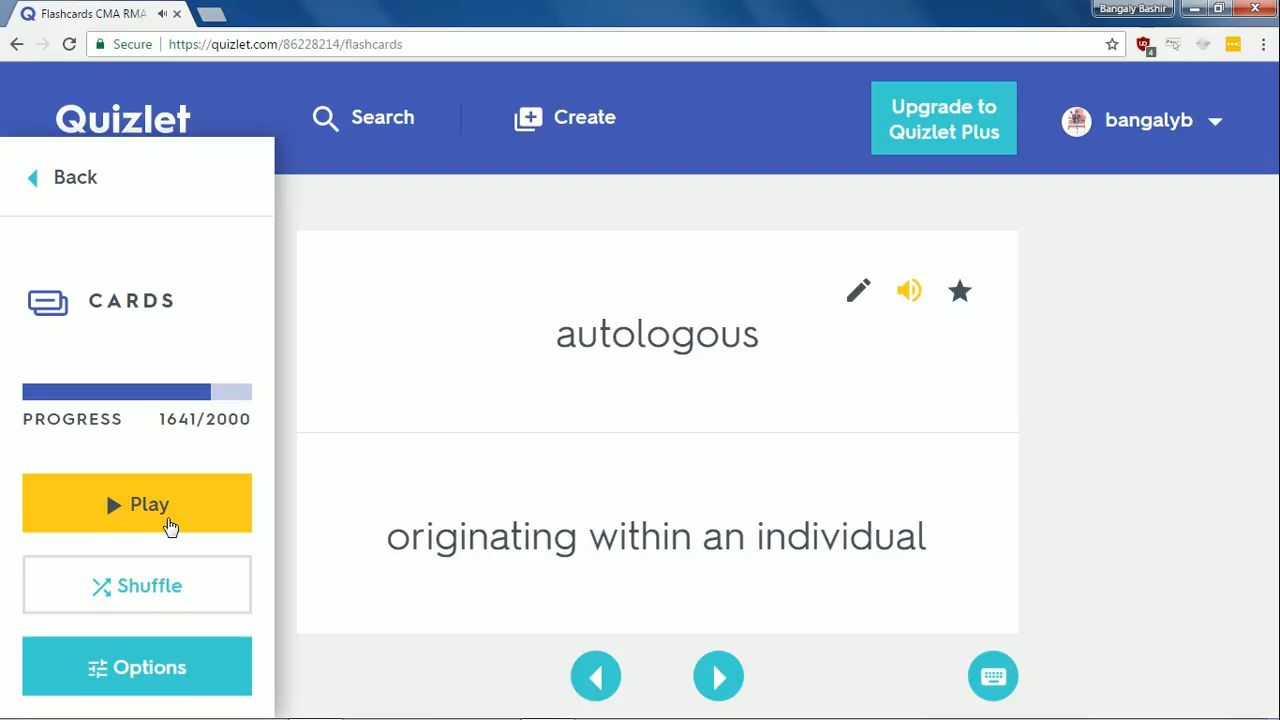 Flashcards CMA RMA
Bangaly Bashir
Secure
https://quizlet.com/86228214/flashcards
4
Quizlet
Search
Create
Upgrade to
Quizlet Plus
bangalyb
Back
CARDS
PROGRESS 1641/2000
Play
Shuffle
Options
autologous
originating within an individual